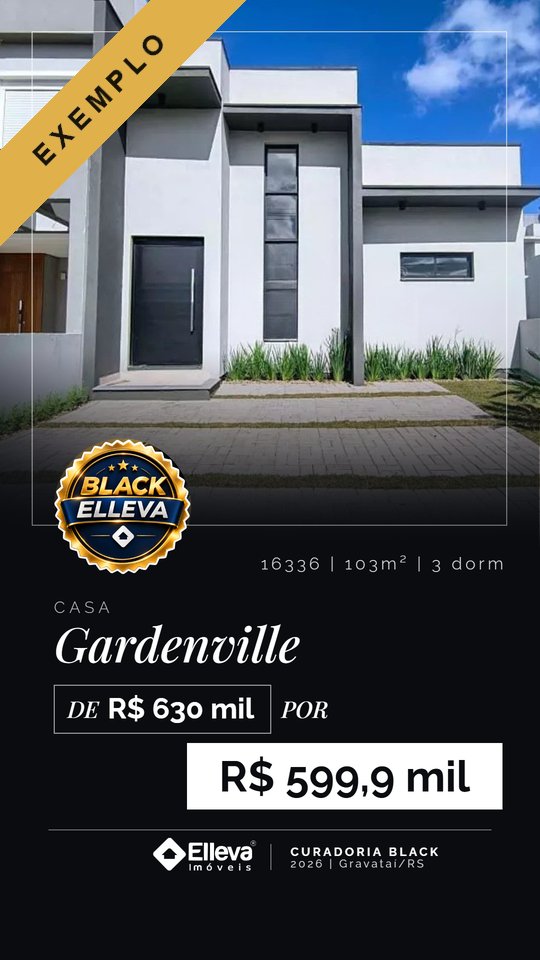 EXEMPLO
BLACK
ELLEVA
16336 | 103m² | 3 dorm
CASA
Gardenville
DE R$ 630 mil POR
R$ 599,9 mil
Elleva®
Imóveis
CURADORIA BLACK
2026 | Gravataí/RS